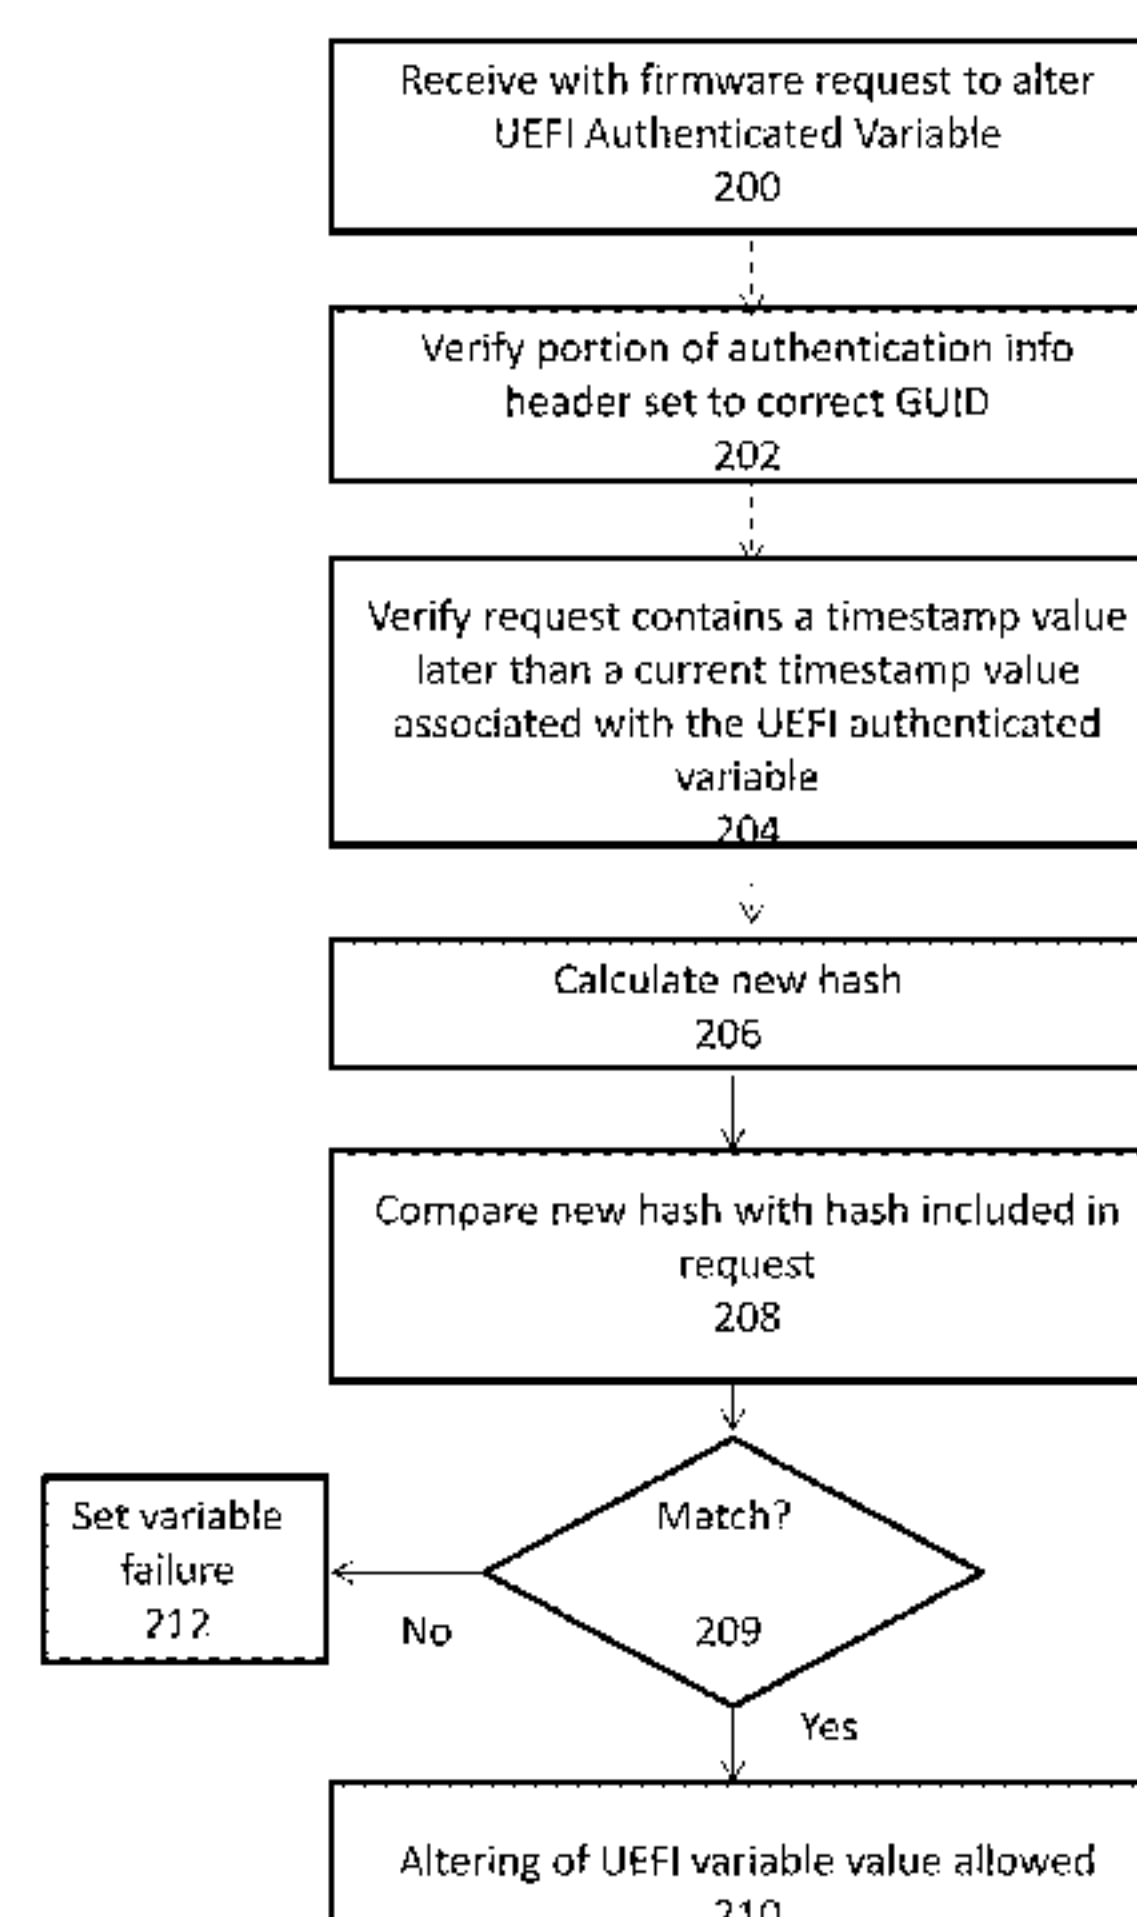 Receive with firmware request to alter
UEFI Authenticated Variable
200
Verify portion of authentication info
header set to correct GUID
202
Verify request contains a timestamp value
later than a current timestamp value
associated with the UEFI authenticated
variable
204
Calculate new hash
206
Compare new hash with hash included in
request
208
Match?
209
Set variable
failure
212
No
Yes
Altering of UEFI variable value allowed
210